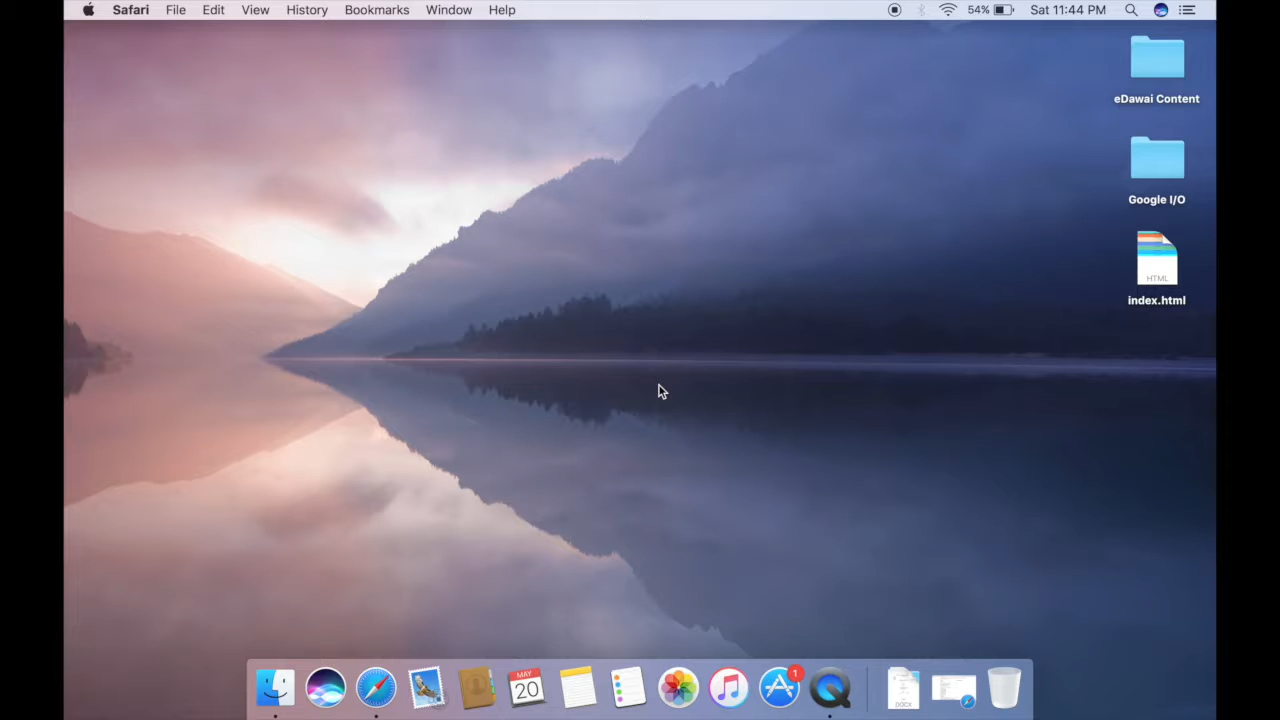 Safari File Edit View History Bookmarks Window Help 54% Sat 11:44 PM
eDawai Content
Google I/O
HTML
index.html
MAY
20
1
DOCX